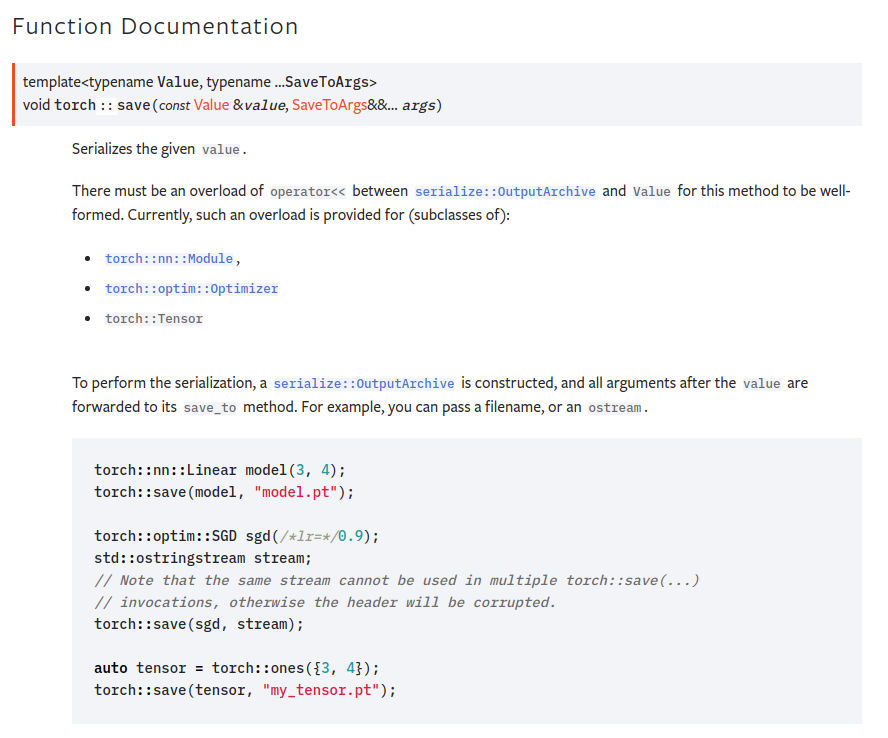 Function Documentation
template<typename Value, typename ...SaveToArgs>
void torch::save(const Value &value, SaveToArgs&&... args)
Serializes the given value.
There must be an overload of operator<< between serialize::OutputArchive and Value for this method to be well-
formed. Currently, such an overload is provided for (subclasses of):
• torch::nn::Module,
• torch::optim::Optimizer
• torch::Tensor
To perform the serialization, a serialize::OutputArchive is constructed, and all arguments after the value are
forwarded to its save_to method. For example, you can pass a filename, or an ostream.
torch::nn::Linear model(3, 4);
torch::save(model, "model.pt");
torch::optim::SGD sgd(/*lr=*/0.9);
std::ostringstream stream;
// Note that the same stream cannot be used in multiple torch::save(...)
// invocations, otherwise the header will be corrupted.
torch::save(sgd, stream);
auto tensor = torch::ones({3, 4});
torch::save(tensor, "my_tensor.pt");